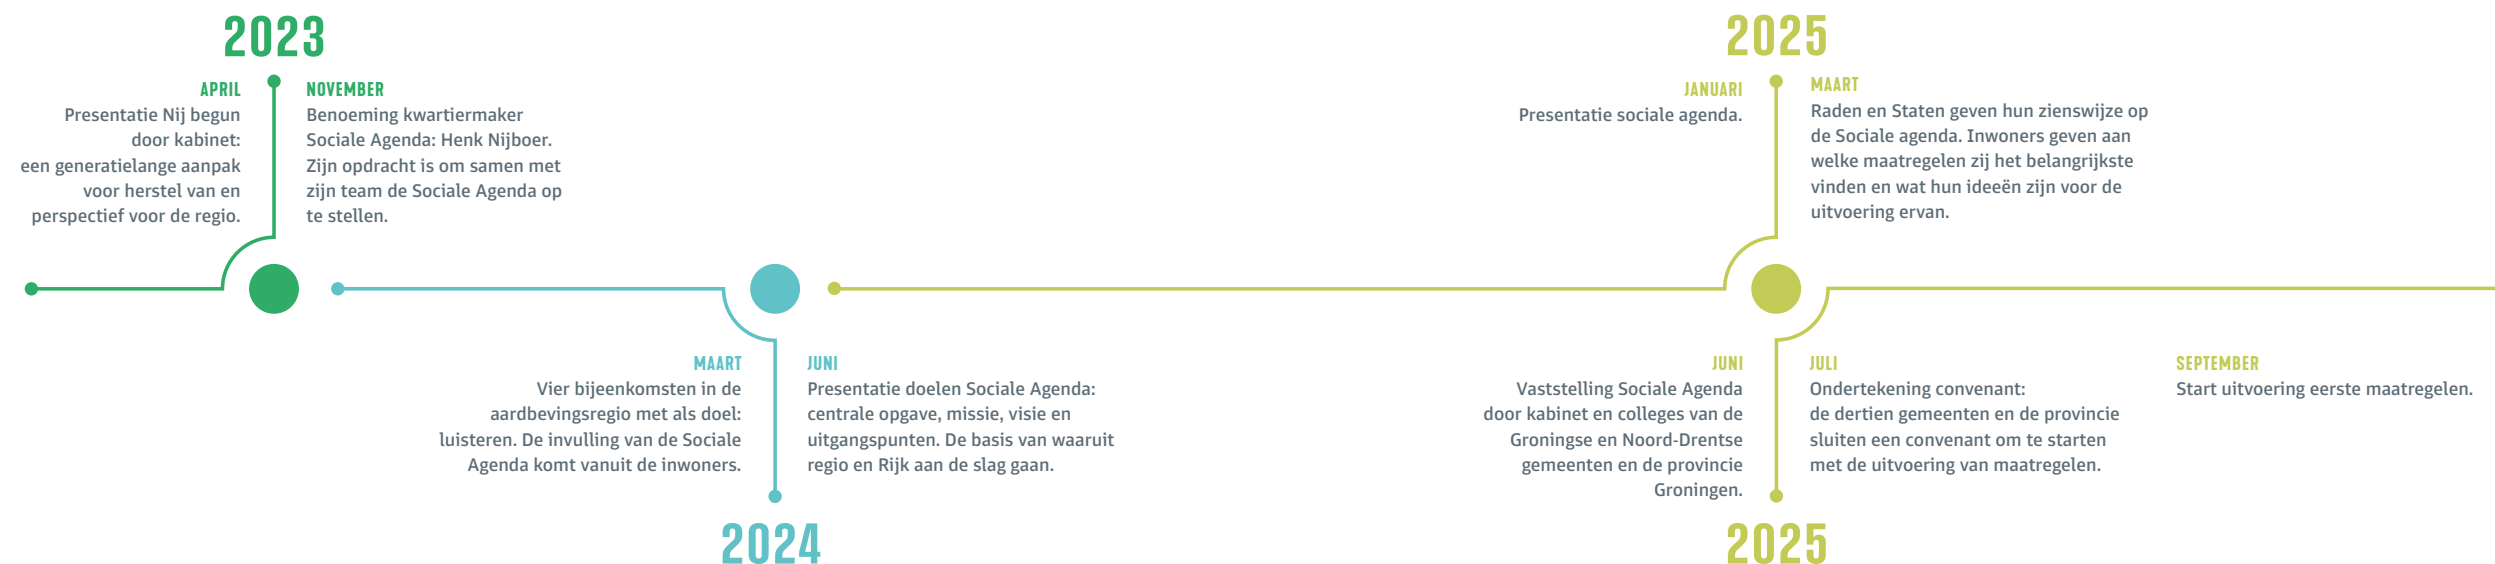 2023
APRIL
Presentatie Nij begun
door kabinet:
een generatielange aanpak
voor herstel van en
perspectief voor de regio.
NOVEMBER
Benoeming kwartiermaker
Sociale Agenda: Henk Nijboer.
Zijn opdracht is om samen met
zijn team de Sociale Agenda op
te stellen.
MAART
Vier bijeenkomsten in de
aardbevingsregio met als doel:
luisteren. De invulling van de Sociale
Agenda komt vanuit de inwoners.
JUNI
Presentatie doelen Sociale Agenda:
centrale opgave, missie, visie en
uitgangspunten. De basis van waaruit
regio en Rijk aan de slag gaan.
2024
2025
JANUARI
Presentatie sociale agenda.
MAART
Raden en Staten geven hun zienswijze op
de Sociale agenda. Inwoners geven aan
welke maatregelen zij het belangrijkste
vinden en wat hun ideeën zijn voor de
uitvoering ervan.
JUNI
Vaststelling Sociale Agenda
door kabinet en colleges van de
Groningse en Noord-Drentse
gemeenten en de provincie
Groningen.
JULI
Ondertekening convenant:
de dertien gemeenten en de provincie
sluiten een convenant om te starten
met de uitvoering van maatregelen.
SEPTEMBER
Start uitvoering eerste maatregelen.
2025